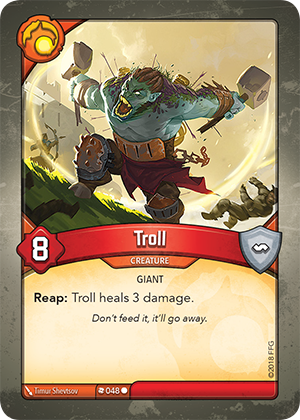 8
Troll
CREATURE
GIANT
Reap: Troll heals 3 damage.
Don't feed it, it'll go away.
©2018 FFG
Timur Shevtsov
048